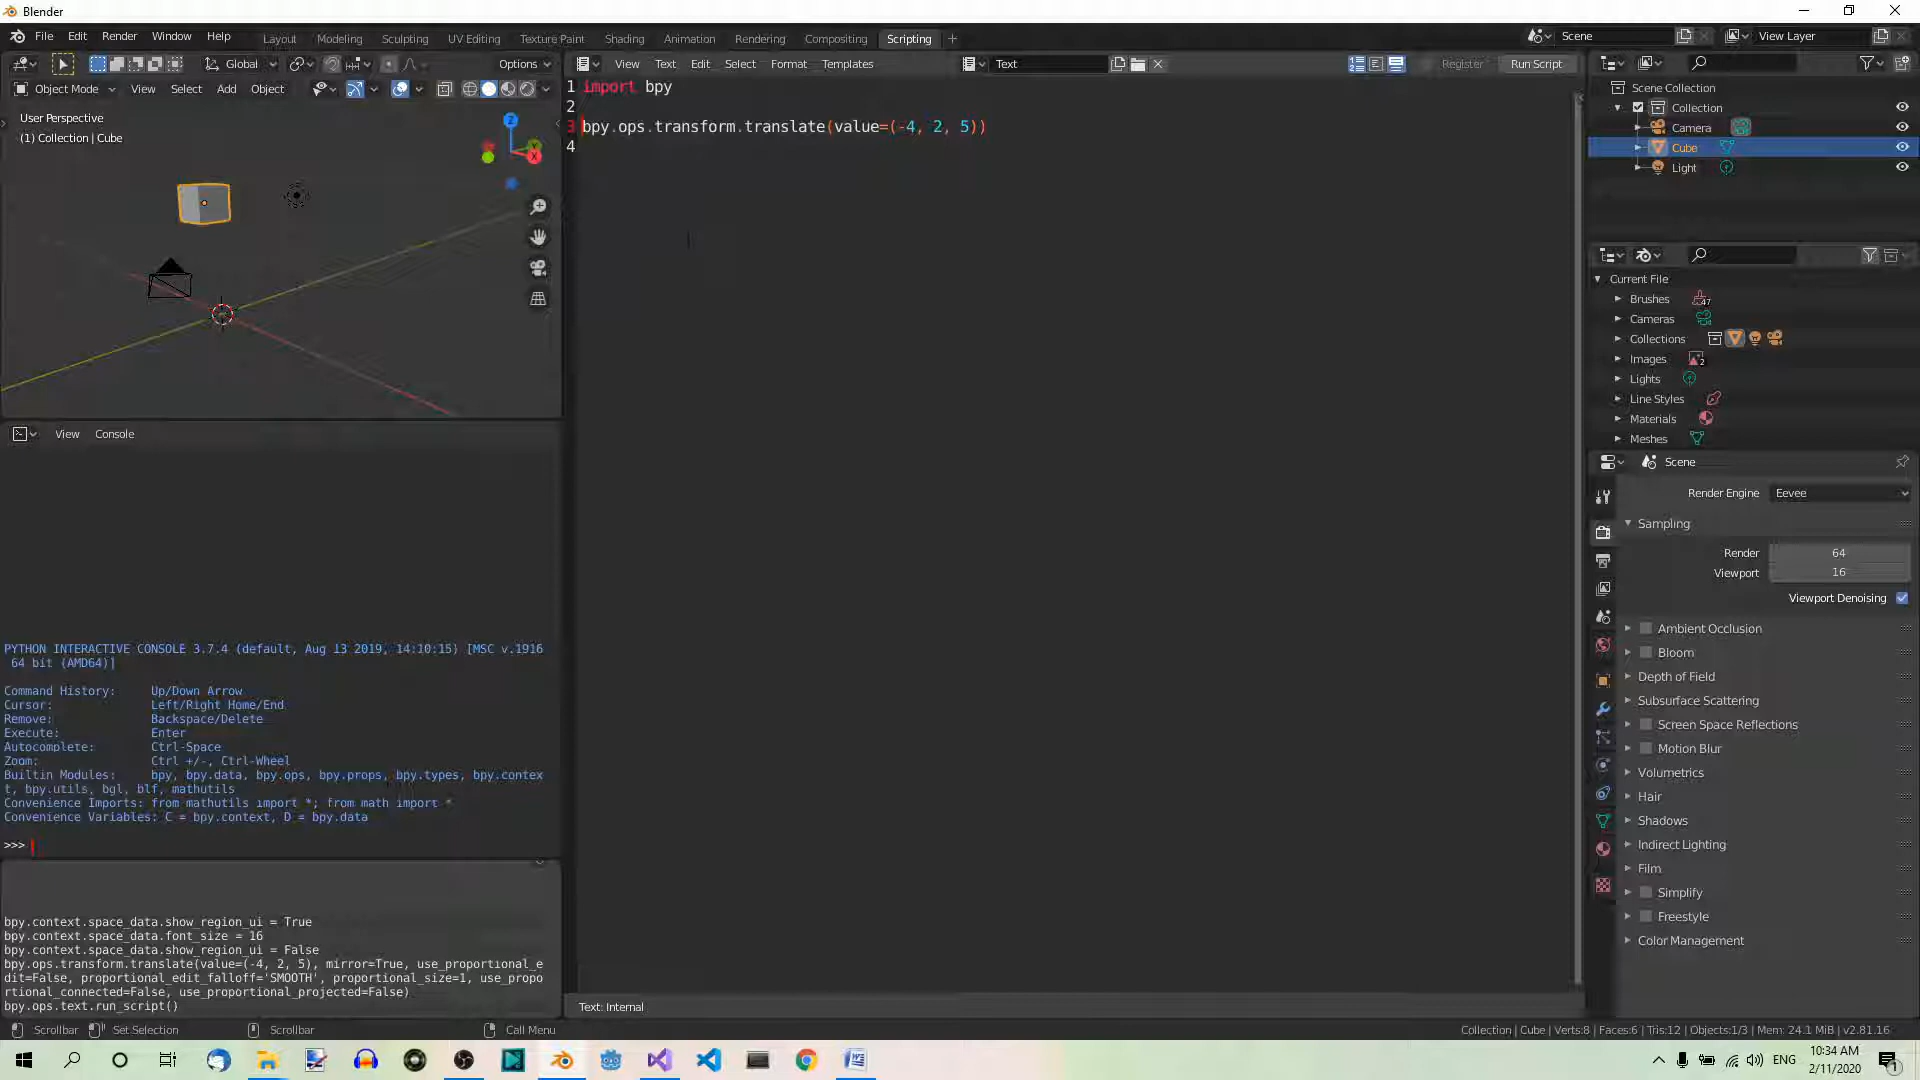 Blender
File Edit Render Window Help
Layout Modeling Sculpting UV Editing Texture Paint Shading Animation Rendering Compositing Scripting
Scene
View Layer
Global
Options
View Text Edit Select Format Templates
Text
Register
Run Script
Object Mode
View Select Add Object
User Perspective
(1) Collection | Cube
Z
Y
X
1 import bpy
2
3 bpy.ops.transform.translate(value=(-4, 2, 5))
4
Scene Collection
Collection
Camera
Cube
Light
Current File
Brushes 47
Cameras
Collections
Images 2
Lights
Line Styles
Materials
Meshes
View Console
PYTHON INTERACTIVE CONSOLE 3.7.4 (default, Aug 13 2019, 14:10:15) [MSC v.1916
64 bit (AMD64)]
Command History: Up/Down Arrow
Cursor: Left/Right Home/End
Remove: Backspace/Delete
Execute: Enter
Autocomplete: Ctrl-Space
Zoom: Ctrl +/-, Ctrl-Wheel
Builtin Modules: bpy, bpy.data, bpy.ops, bpy.props, bpy.types, bpy.contex
t, bpy.utils, bgl, blf, mathutils
Convenience Imports: from mathutils import *; from math import *
Convenience Variables: C = bpy.context, D = bpy.data
>>>
bpy.context.space_data.show_region_ui = True
bpy.context.space_data.font_size = 16
bpy.context.space_data.show_region_ui = False
bpy.ops.transform.translate(value=(-4, 2, 5), mirror=True, use_proportional_e
dit=False, proportional_edit_falloff='SMOOTH', proportional_size=1, use_propo
rtional_connected=False, use_proportional_projected=False)
bpy.ops.text.run_script()
Text: Internal
Scene
Render Engine Eevee
Sampling
Render 64
Viewport 16
Viewport Denoising
Ambient Occlusion
Bloom
Depth of Field
Subsurface Scattering
Screen Space Reflections
Motion Blur
Volumetrics
Hair
Shadows
Indirect Lighting
Film
Simplify
Freestyle
Color Management
Scrollbar Set Selection Scrollbar Call Menu
Collection | Cube | Verts:8 | Faces:6 | Tris:12 | Objects:1/3 | Mem: 24.1 MiB | v2.81.16
ENG
10:34 AM
2/11/2020
1